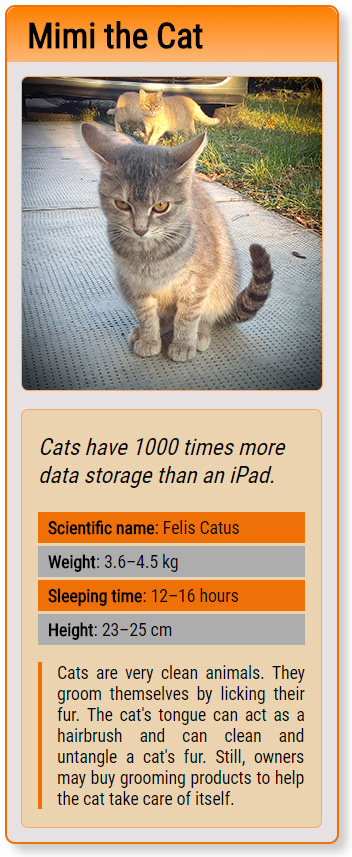 Mimi the Cat
Cats have 1000 times more
data storage than an iPad.
Scientific name: Felis Catus
Weight: 3.6–4.5 kg
Sleeping time: 12–16 hours
Height: 23–25 cm
Cats are very clean animals. They
groom themselves by licking their
fur. The cat's tongue can act as a
hairbrush and can clean and
untangle a cat's fur. Still, owners
may buy grooming products to help
the cat take care of itself.